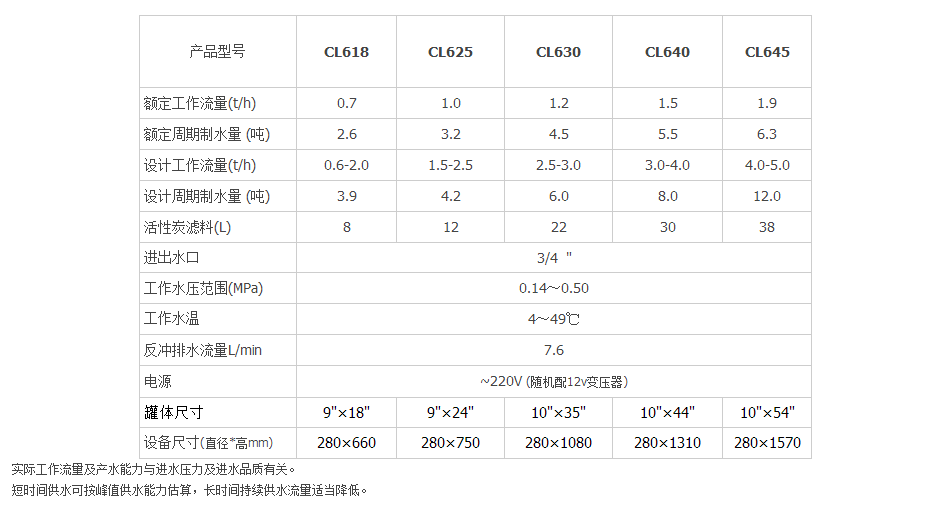 产品型号 CL618 CL625 CL630 CL640 CL645
额定工作流量(t/h) 0.7 1.0 1.2 1.5 1.9
额定周期制水量 (吨) 2.6 3.2 4.5 5.5 6.3
设计工作流量(t/h) 0.6-2.0 1.5-2.5 2.5-3.0 3.0-4.0 4.0-5.0
设计周期制水量 (吨) 3.9 4.2 6.0 8.0 12.0
活性炭滤料(L) 8 12 22 30 38
进出水口 3/4 "
工作水压范围(MPa) 0.14～0.50
工作水温 4～49℃
反冲排水流量L/min 7.6
电源 ~220V (随机配12v变压器)
罐体尺寸 9"×18" 9"×24" 10"×35" 10"×44" 10"×54"
设备尺寸(直径*高mm) 280×660 280×750 280×1080 280×1310 280×1570
实际工作流量及产水能力与进水压力及进水品质有关。
短时间供水可按峰值供水能力估算，长时间持续供水流量适当降低。